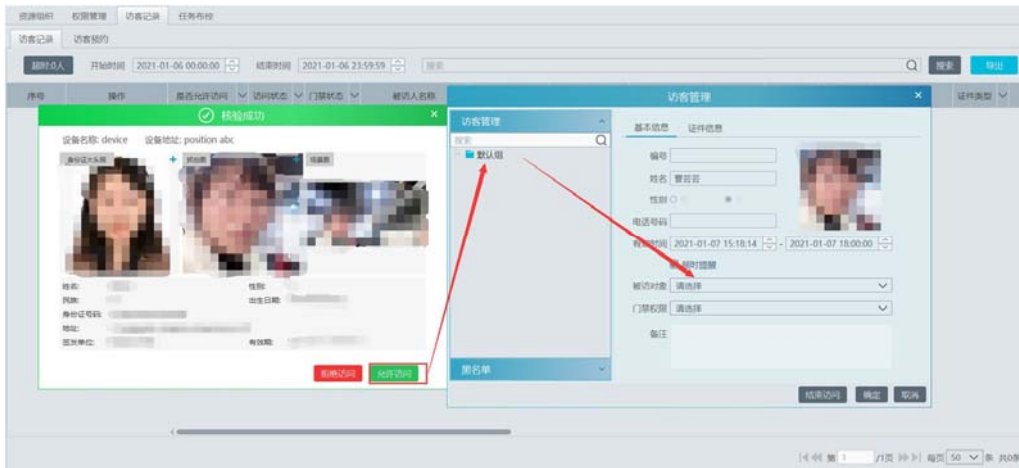 资源组织 权限管理 访客记录 任务布控
访客记录 访客预约
超时:0人 开始时间 2021-01-06 00:00:00 结束时间 2021-01-06 23:59:59 搜索 搜索 导出
序号 操作 是否允许访问 访问状态 门禁状态 被访人名称 证件类型
核验成功 ×
设备名称: device 设备地址: position abc
身份证大头照 抓拍图 场景图
姓名: 性别:
民族: 出生日期:
身份证号码:
地址:
签发单位: 有效期:
拒绝访问 允许访问
访客管理 ×
访客管理
搜索
默认组
黑名单
基本信息 证件信息
编号
姓名 曹芸芸
性别
电话号码
有效时间 2021-01-07 15:18:14 - 2021-01-07 18:00:00
超时提醒
被访对象 请选择
门禁权限 请选择
备注
结束访问 确定 取消
第 1 /1页 每页 50 条 共0条